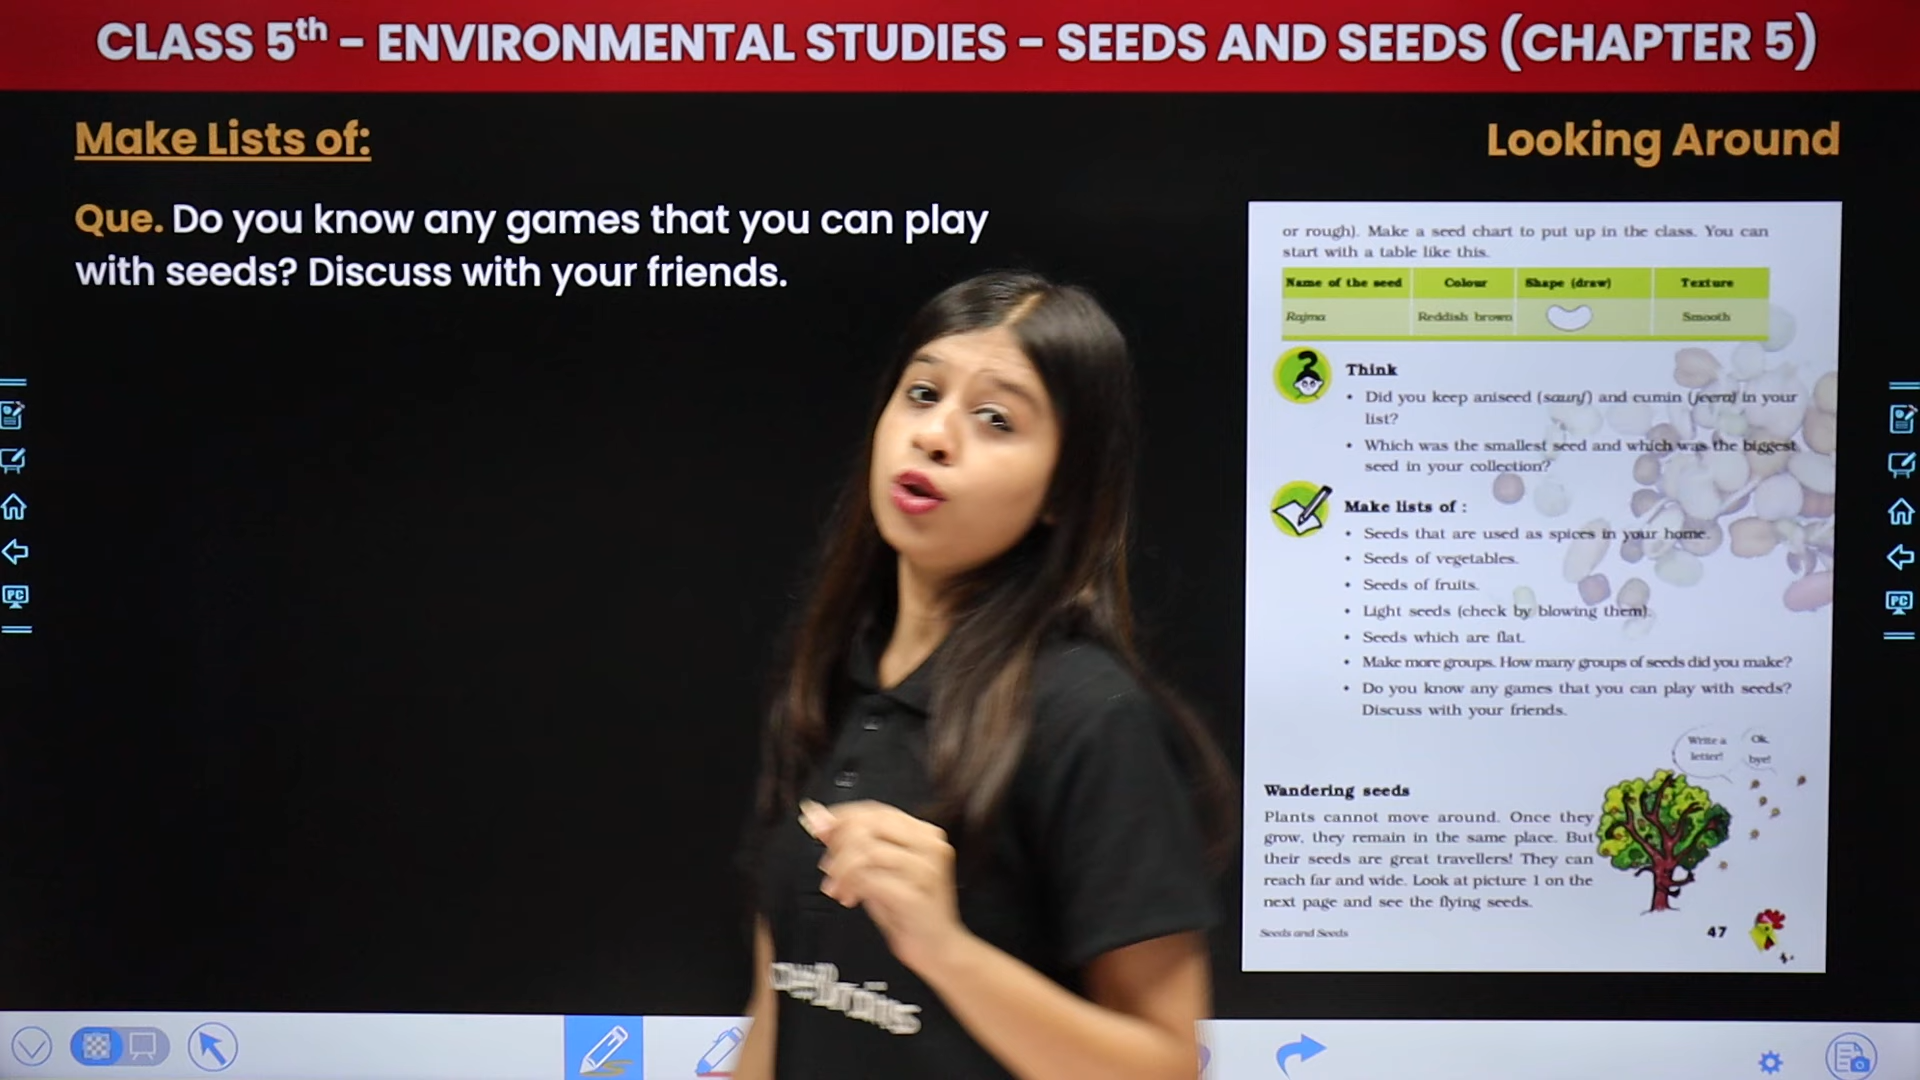 CLASS 5th - ENVIRONMENTAL STUDIES - SEEDS AND SEEDS (CHAPTER 5)
Make Lists of:
Looking Around
Que. Do you know any games that you can play
with seeds? Discuss with your friends.
or rough). Make a seed chart to put up in the class. You can
start with a table like this.
Name of the seed Colour Shape (draw) Texture
Rajma Reddish brown Smooth
Think
• Did you keep aniseed (saunf) and cumin (jeera) in your
list?
• Which was the smallest seed and which was the biggest
seed in your collection?
Make lists of :
• Seeds that are used as spices in your home.
• Seeds of vegetables.
• Seeds of fruits.
• Light seeds (check by blowing them).
• Seeds which are flat.
• Make more groups. How many groups of seeds did you make?
• Do you know any games that you can play with seeds?
Discuss with your friends.
Write a
letter!
Ok,
bye!
Wandering seeds
Plants cannot move around. Once they
grow, they remain in the same place. But
their seeds are great travellers! They can
reach far and wide. Look at picture 1 on the
next page and see the flying seeds.
Seeds and Seeds
47
PC
PC